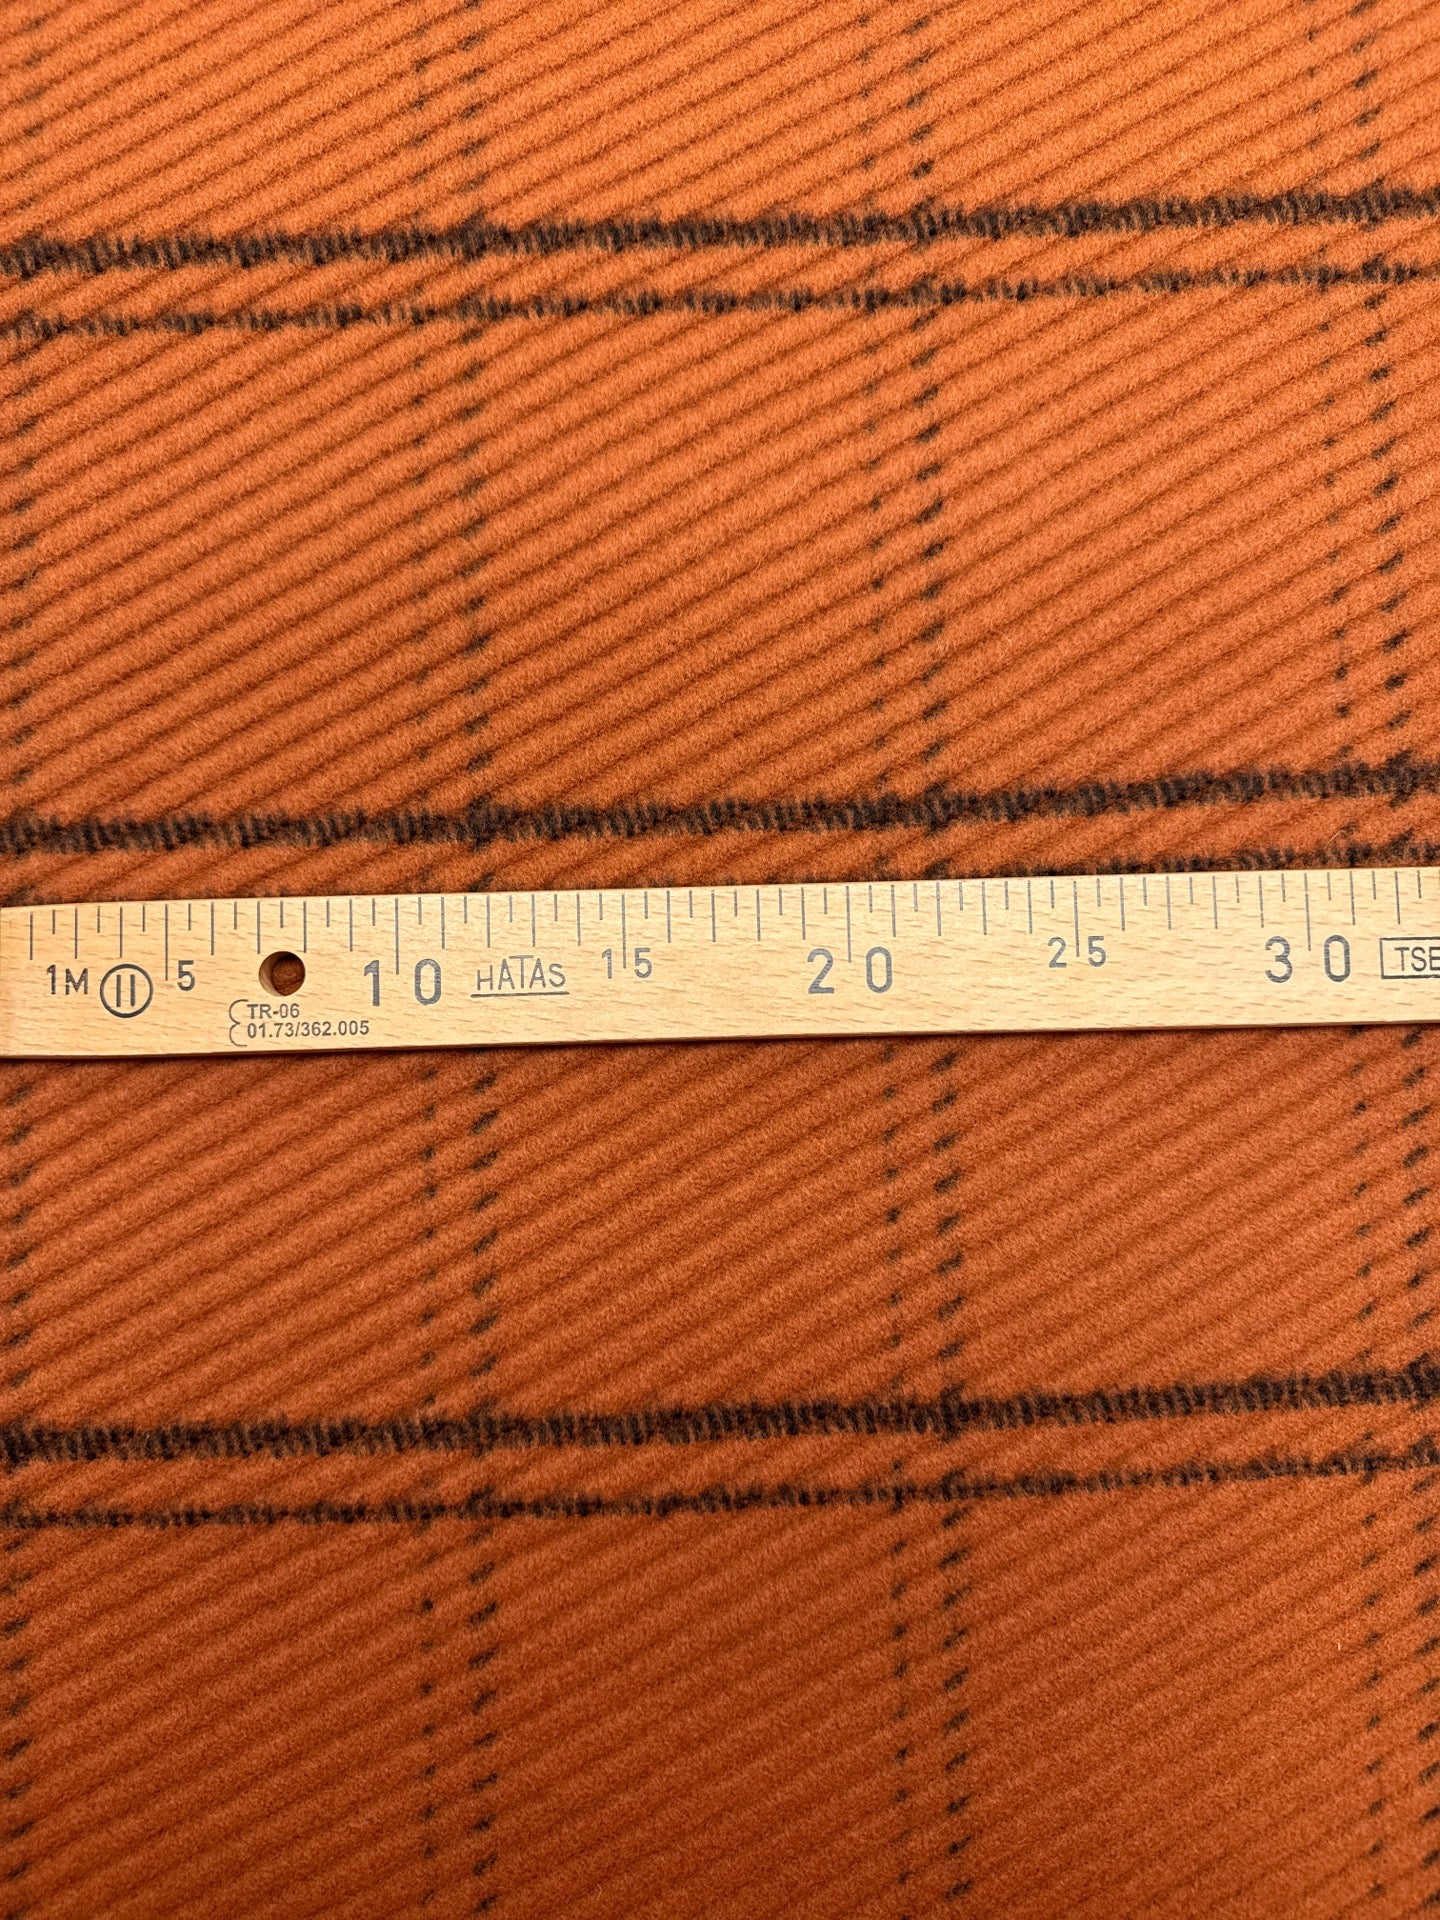 1M II 5 10 HATAS 15 20 25 30 TSE
TR-06
01.73/362.005